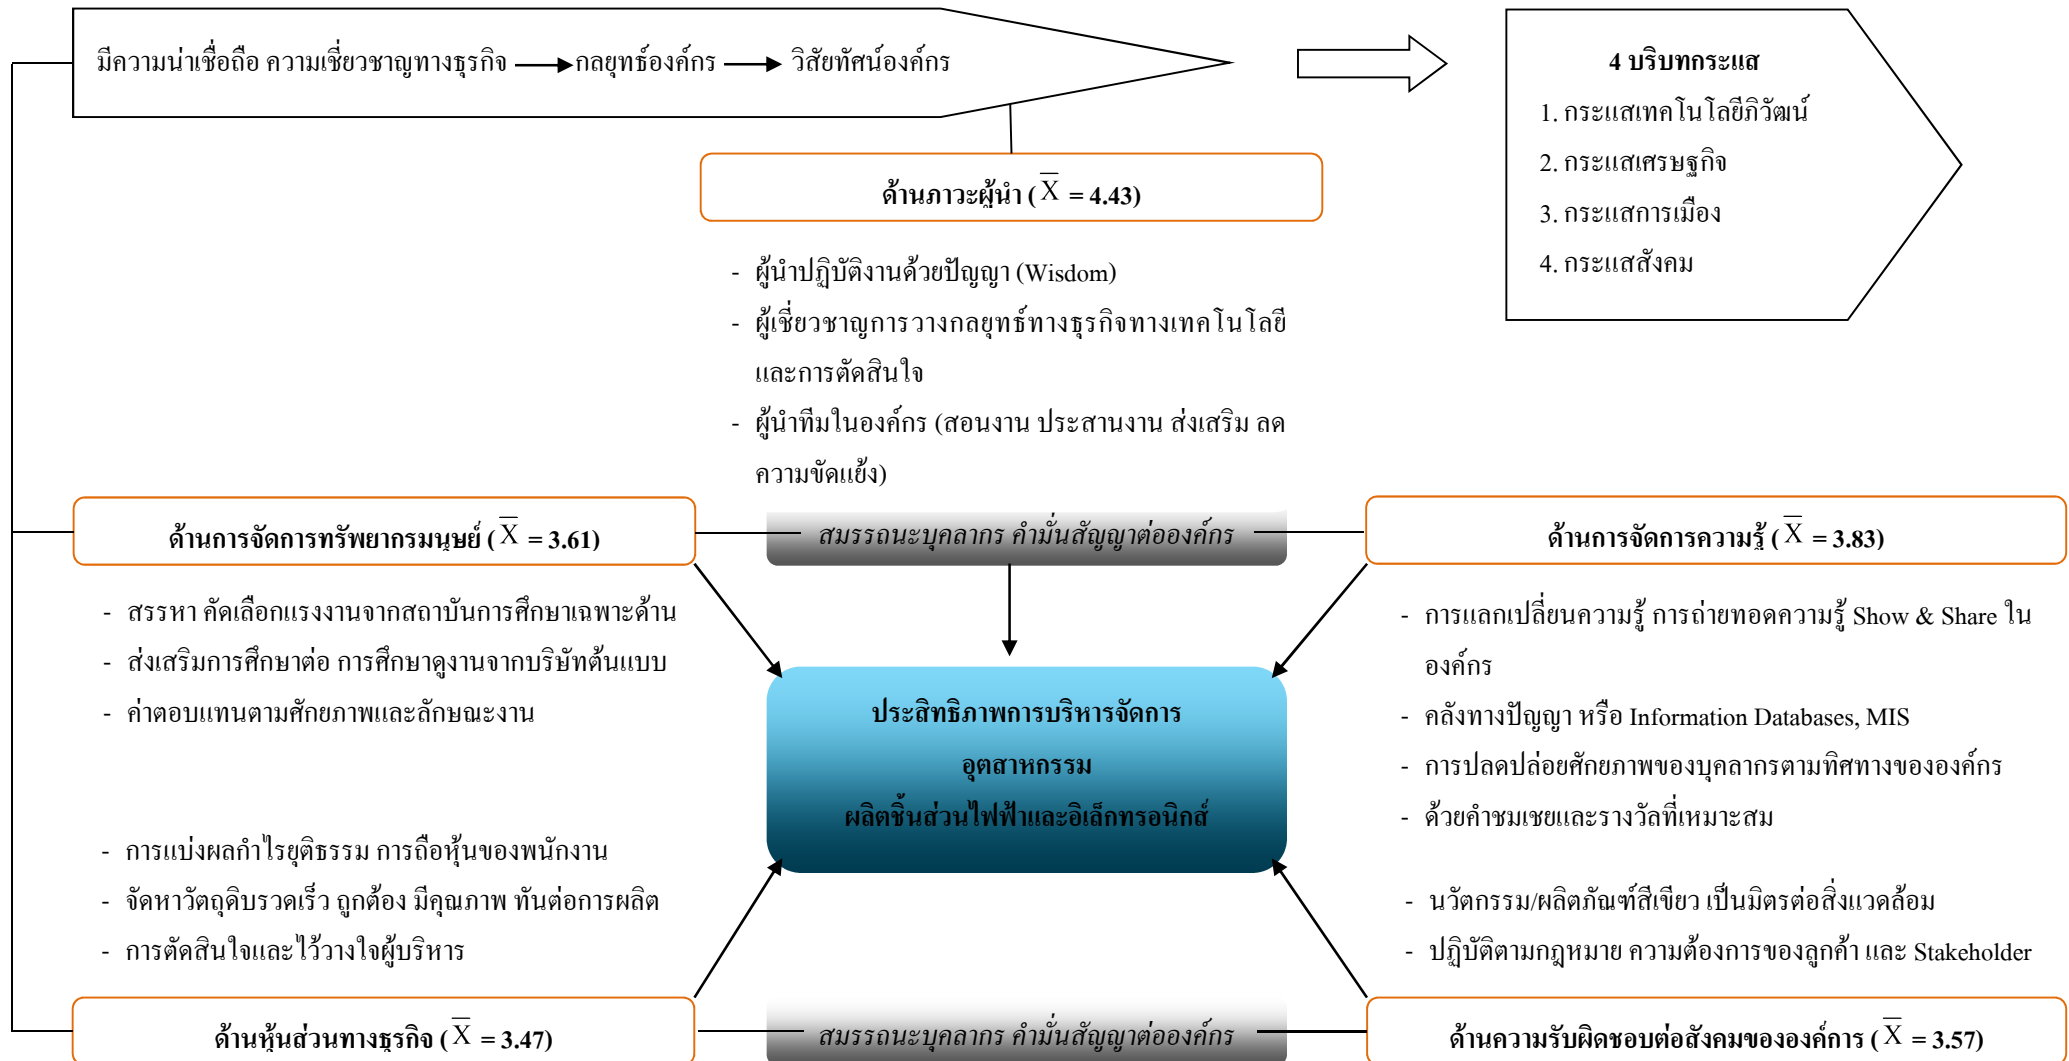 มีความน่าเชื่อถือ ความเชี่ยวชาญทางธุรกิจ กลยุทธ์องค์กร วิสัยทัศน์องค์กร
4 บริบทกระแส
1. กระแสเทคโนโลยีภิวัฒน์
2. กระแสเศรษฐกิจ
3. กระแสการเมือง
4. กระแสสังคม
ด้านภาวะผู้นำ ( X̅ = 4.43)
- ผู้นำปฏิบัติงานด้วยปัญญา (Wisdom)
- ผู้เชี่ยวชาญการวางกลยุทธ์ทางธุรกิจทางเทคโนโลยี
และการตัดสินใจ
- ผู้นำทีมในองค์กร (สอนงาน ประสานงาน ส่งเสริม ลด
ความขัดแย้ง)
ด้านการจัดการทรัพยากรมนุษย์ ( X̅ = 3.61)
สมรรถนะบุคลากร คำมั่นสัญญาต่อองค์กร
ด้านการจัดการความรู้ ( X̅ = 3.83)
- สรรหา คัดเลือกแรงงานจากสถาบันการศึกษาเฉพาะด้าน
- ส่งเสริมการศึกษาต่อ การศึกษาดูงานจากบริษัทต้นแบบ
- ค่าตอบแทนตามศักยภาพและลักษณะงาน
- การแลกเปลี่ยนความรู้ การถ่ายทอดความรู้ Show & Share ใน
องค์กร
- คลังทางปัญญา หรือ Information Databases, MIS
- การปลดปล่อยศักยภาพของบุคลากรตามทิศทางขององค์กร
- ด้วยคำชมเชยและรางวัลที่เหมาะสม
ประสิทธิภาพการบริหารจัดการ
อุตสาหกรรม
ผลิตชิ้นส่วนไฟฟ้าและอิเล็กทรอนิกส์
- การแบ่งผลกำไรยุติธรรม การถือหุ้นของพนักงาน
- จัดหาวัตถุดิบรวดเร็ว ถูกต้อง มีคุณภาพ ทันต่อการผลิต
- การตัดสินใจและไว้วางใจผู้บริหาร
- นวัตกรรม/ผลิตภัณฑ์สีเขียว เป็นมิตรต่อสิ่งแวดล้อม
- ปฏิบัติตามกฎหมาย ความต้องการของลูกค้า และ Stakeholder
ด้านหุ้นส่วนทางธุรกิจ ( X̅ = 3.47)
สมรรถนะบุคลากร คำมั่นสัญญาต่อองค์กร
ด้านความรับผิดชอบต่อสังคมขององค์การ ( X̅ = 3.57)